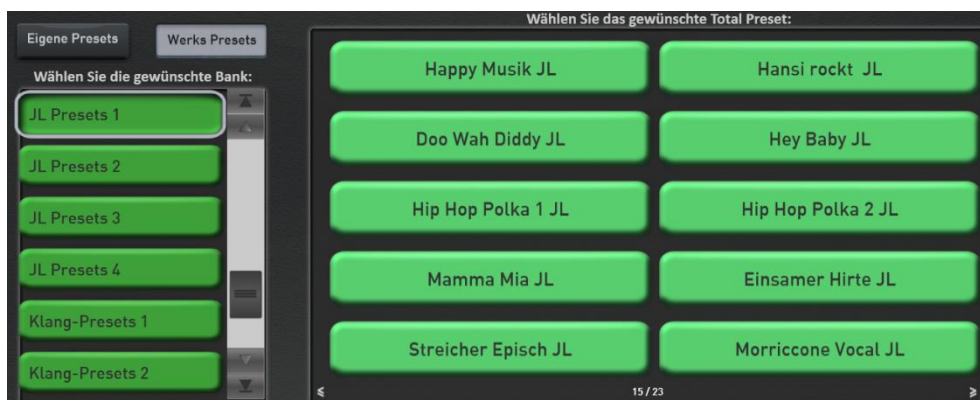 Eigene Presets
Werks Presets
Wählen Sie die gewünschte Bank:
JL Presets 1
JL Presets 2
JL Presets 3
JL Presets 4
Klang-Presets 1
Klang-Presets 2
Wählen Sie das gewünschte Total Preset:
Happy Musik JL
Hansi rockt JL
Doo Wah Diddy JL
Hey Baby JL
Hip Hop Polka 1 JL
Hip Hop Polka 2 JL
Mamma Mia JL
Einsamer Hirte JL
Streicher Episch JL
Morriccone Vocal JL
15/23